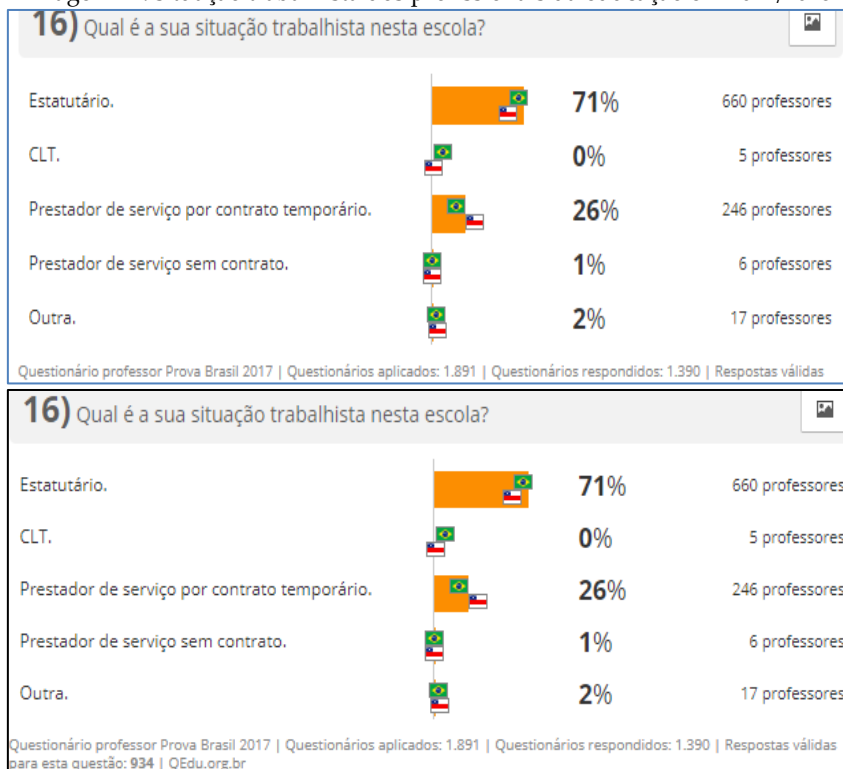 16) Qual é a sua situação trabalhista nesta escola?
Estatutário. 71% 660 professores
CLT. 0% 5 professores
Prestador de serviço por contrato temporário. 26% 246 professores
Prestador de serviço sem contrato. 1% 6 professores
Outra. 2% 17 professores
Questionário professor Prova Brasil 2017 | Questionários aplicados: 1.891 | Questionários respondidos: 1.390 | Respostas válidas
16) Qual é a sua situação trabalhista nesta escola?
Estatutário. 71% 660 professores
CLT. 0% 5 professores
Prestador de serviço por contrato temporário. 26% 246 professores
Prestador de serviço sem contrato. 1% 6 professores
Outra. 2% 17 professores
Questionário professor Prova Brasil 2017 | Questionários aplicados: 1.891 | Questionários respondidos: 1.390 | Respostas válidas
para esta questão: 934 | QEdu.org.br